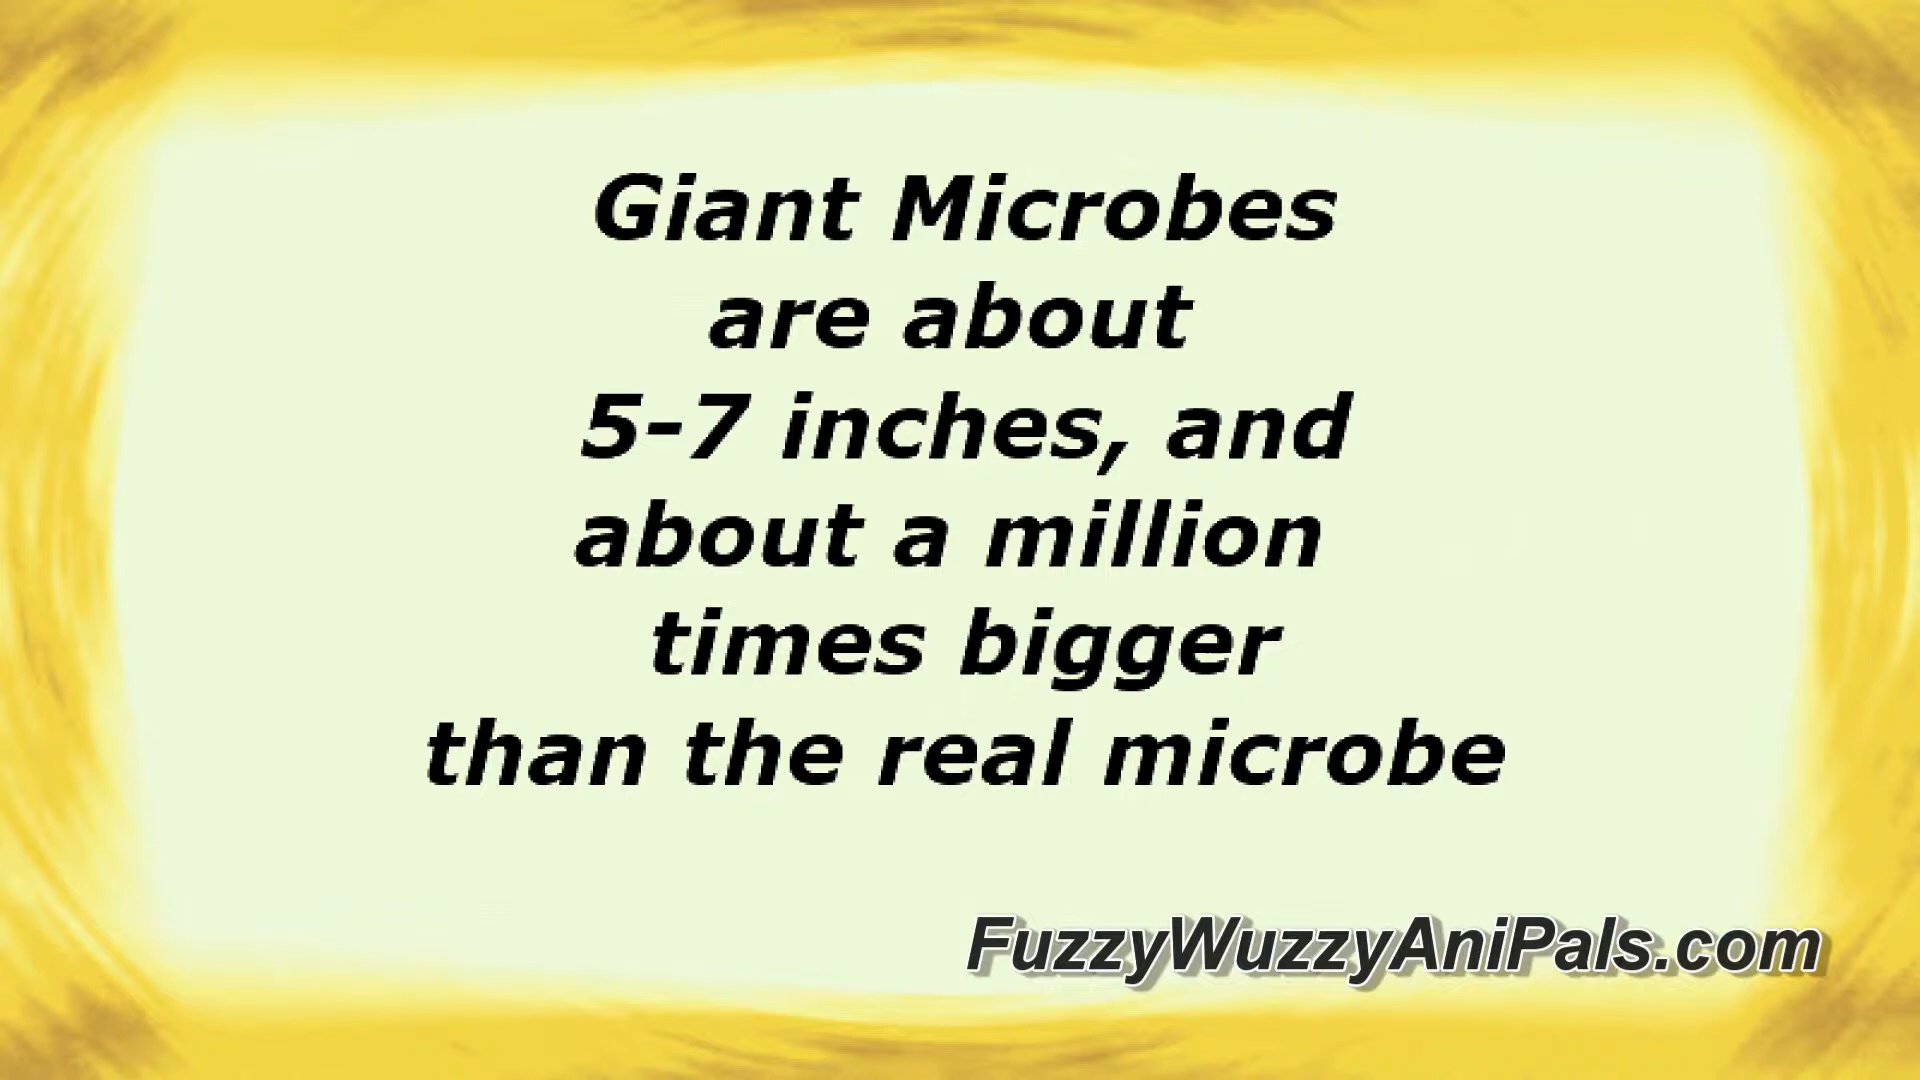 Giant Microbes
are about
5-7 inches, and
about a million
times bigger
than the real microbe
FuzzyWuzzyAniPals.com